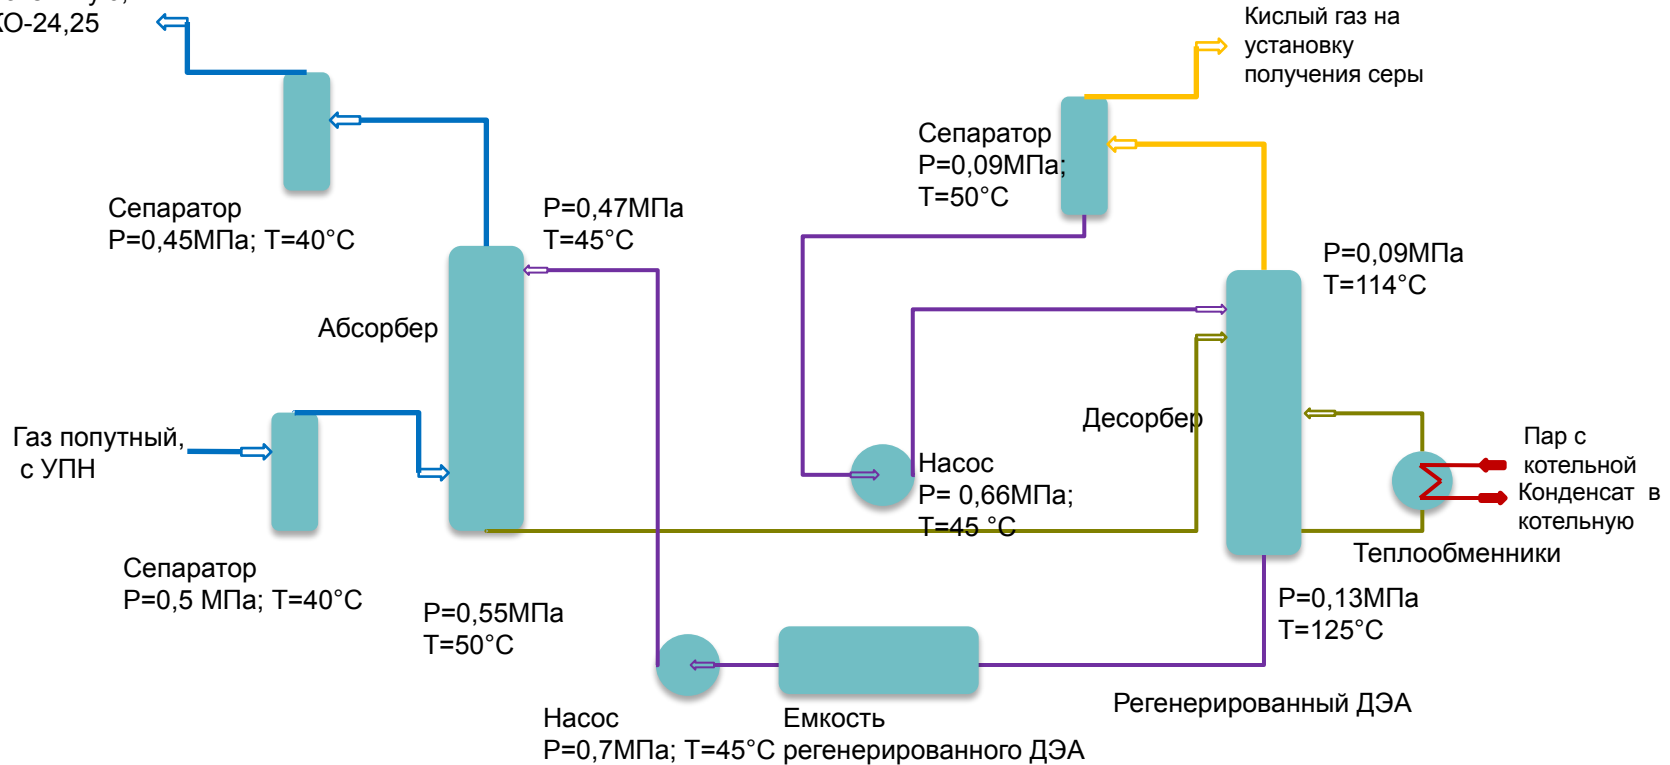 КО-24,25
Кислый газ на
установку
получения серы
Сепаратор
Р=0,09МПа;
Т=50°С
Сепаратор
Р=0,45МПа; Т=40°С
Р=0,47МПа
Т=45°С
Р=0,09МПа
Т=114°С
Абсорбер
Десорбер
Газ попутный,
с УПН
Насос
Р= 0,66МПа;
Т=45 °С
Пар с
котельной
Конденсат в
котельную
Теплообменники
Сепаратор
Р=0,5 МПа; Т=40°С
Р=0,55МПа
Т=50°С
Р=0,13МПа
Т=125°С
Регенерированный ДЭА
Насос
Р=0,7МПа; Т=45°С
Емкость
регенерированного ДЭА